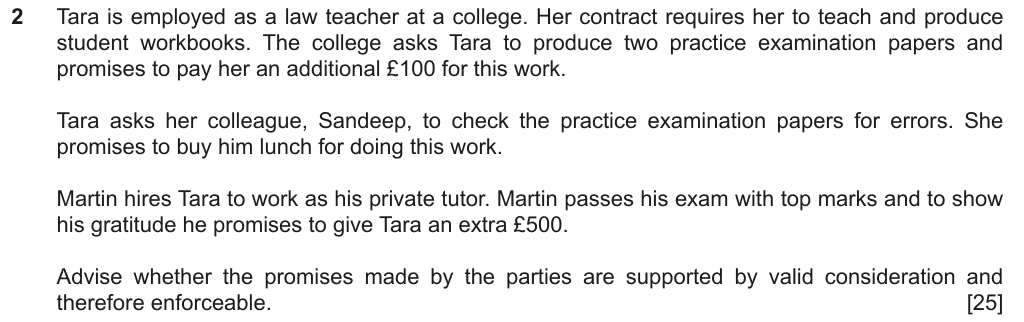 2 Tara is employed as a law teacher at a college. Her contract requires her to teach and produce
student workbooks. The college asks Tara to produce two practice examination papers and
promises to pay her an additional £100 for this work.
Tara asks her colleague, Sandeep, to check the practice examination papers for errors. She
promises to buy him lunch for doing this work.
Martin hires Tara to work as his private tutor. Martin passes his exam with top marks and to show
his gratitude he promises to give Tara an extra £500.
Advise whether the promises made by the parties are supported by valid consideration and
therefore enforceable. [25]